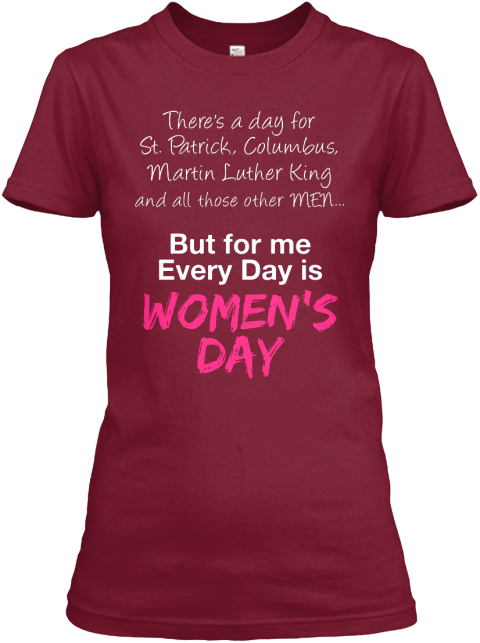 There's a day for
St. Patrick, Columbus,
Martin Luther King
and all those other MEN...
But for me
Every Day is
WOMEN'S
DAY